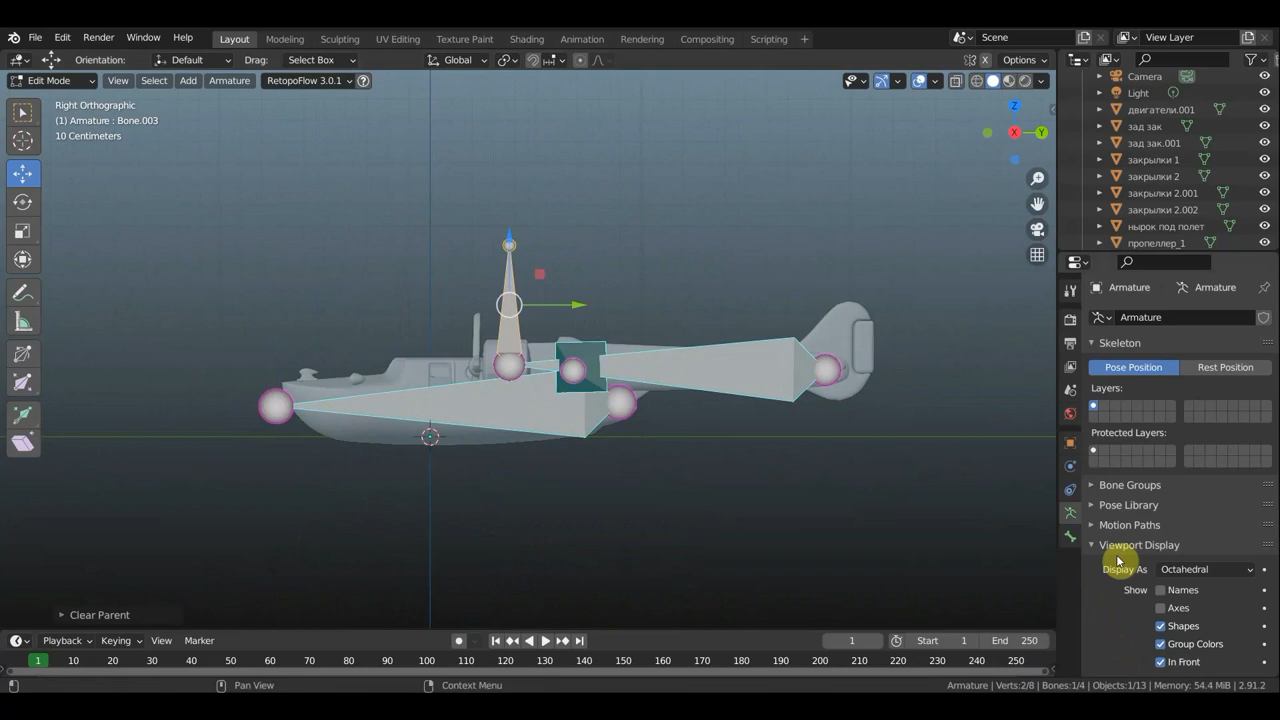 File Edit Render Window Help Layout Modeling Sculpting UV Editing Texture Paint Shading Animation Rendering Compositing Scripting + Scene View Layer
Orientation: Default Drag: Select Box Global X Options
Edit Mode View Select Add Armature RetopoFlow 3.0.1 ?
Right Orthographic
(1) Armature : Bone.003
10 Centimeters
Z
X
Y
Camera
Light
двигатели.001
зад зак
зад зак.001
закрылки 1
закрылки 2
закрылки 2.001
закрылки 2.002
нырок под полет
пропеллер_1
Armature Armature
Armature
Skeleton
Pose Position Rest Position
Layers:
Protected Layers:
Bone Groups
Pose Library
Motion Paths
Viewport Display
Display As Octahedral
Show Names
Axes
Shapes
Group Colors
In Front
Clear Parent
Playback Keying View Marker 1 Start 1 End 250
1 10 20 30 40 50 60 70 80 90 100 110 120 130 140 150 160 170 180 190 200 210 220 230 240 250
Pan View Context Menu Armature | Verts:2/8 | Bones:1/4 | Objects:1/13 | Memory: 54.4 MiB | 2.91.2